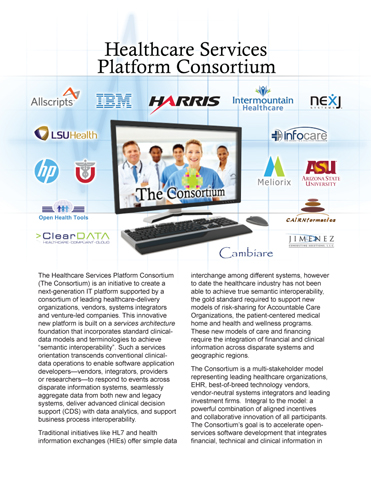 Healthcare Services
Platform Consortium
Allscripts
IBM
HARRIS
Intermountain
Healthcare
nexj
SYSTEMS
LSUHealth
infocare
hp
The Consortium
Meliorix
ASU
ARIZONA STATE
UNIVERSITY
Open Health Tools
CAIRNformatics
ClearDATA
HEALTHCARE COMPLIANT CLOUD
JIMENEZ
Cambiare
The Healthcare Services Platform Consortium
(The Consortium) is an initiative to create a
next-generation IT platform supported by a
consortium of leading healthcare-delivery
organizations, vendors, systems integrators
and venture-led companies. This innovative
new platform is built on a services architecture
foundation that incorporates standard clinical-
data models and terminologies to achieve
“semantic interoperability”. Such a services
orientation transcends conventional clinical-
data operations to enable software application
developers—vendors, integrators, providers
or researchers—to respond to events across
disparate information systems, seamlessly
aggregate data from both new and legacy
systems, deliver advanced clinical decision
support (CDS) with data analytics, and support
business process interoperability.
Traditional initiatives like HL7 and health
information exchanges (HIEs) offer simple data
interchange among different systems, however
to date the healthcare industry has not been
able to achieve true semantic interoperability,
the gold standard required to support new
models of risk-sharing for Accountable Care
Organizations, the patient-centered medical
home and health and wellness programs.
These new models of care and financing
require the integration of financial and clinical
information across disparate systems and
geographic regions.
The Consortium is a multi-stakeholder model
representing leading healthcare organizations,
EHR, best-of-breed technology vendors,
vendor-neutral systems integrators and leading
investment firms.  Integral to the model: a
powerful combination of aligned incentives
and collaborative innovation of all participants.
The Consortium’s goal is to accelerate open-
services software development that integrates
financial, technical and clinical information in